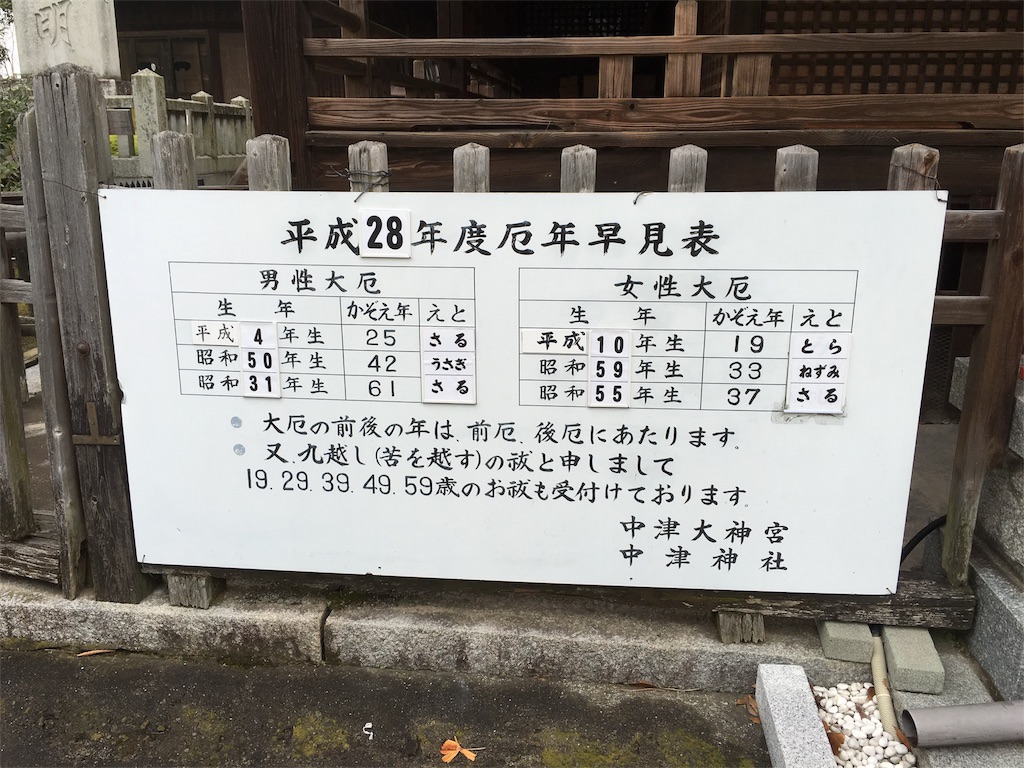 明
平成28年度厄年早見表
男性大厄
生年 かぞえ年 えと
平成4年生 25 さる
昭和50年生 42 うさぎ
昭和31年生 61 さる
女性大厄
生年 かぞえ年 えと
平成10年生 19 とら
昭和59年生 33 ねずみ
昭和55年生 37 さる
大厄の前後の年は、前厄、後厄にあたります。
又、九越し(苦を越す)の祓と申しまして
19.29.39.49.59歳のお祓も受付けております。
中津大神宮
中津神社